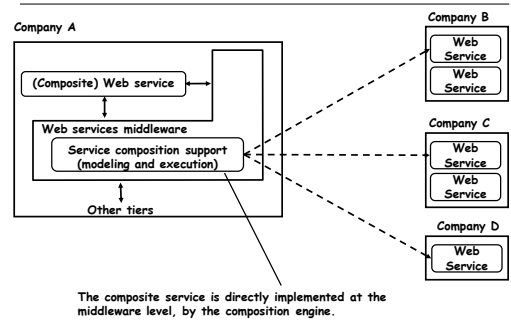 Company A
(Composite) Web service
Web services middleware
Service composition support
(modeling and execution)
Other tiers
Company B
Web
Service
Web
Service
Company C
Web
Service
Web
Service
Company D
Web
Service
The composite service is directly implemented at the
middleware level, by the composition engine.